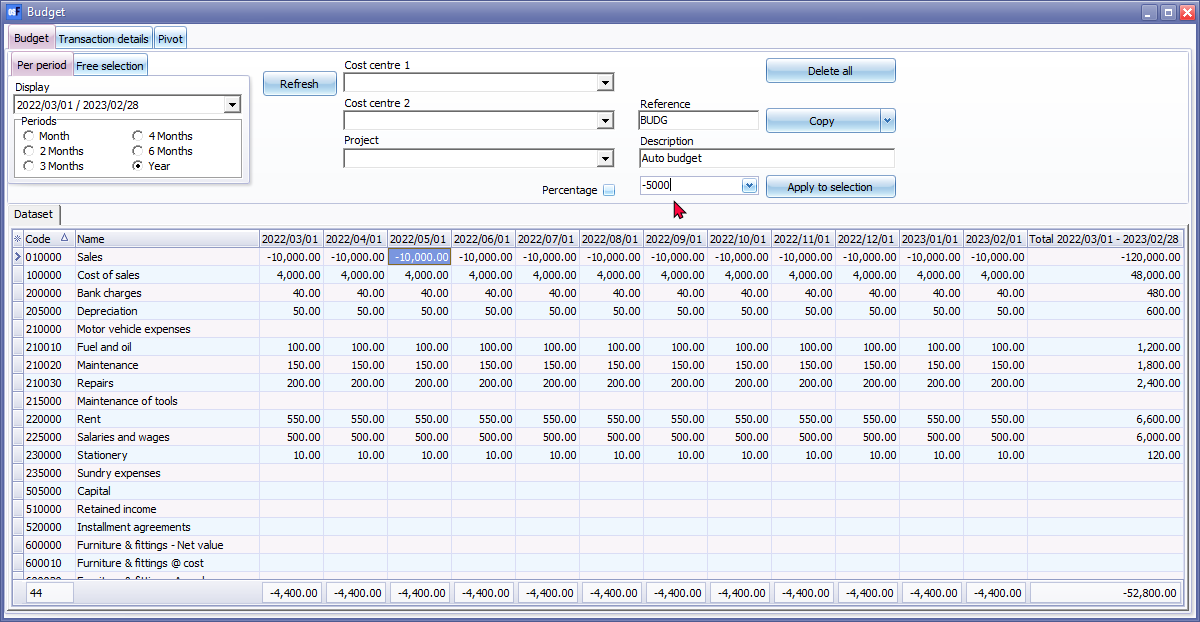 Budget
Budget Transaction details Pivot
Per period Free selection
Display
2022/03/01 / 2023/02/28
Periods
Month 4 Months
2 Months 6 Months
3 Months Year
Refresh
Cost centre 1
Cost centre 2
Project
Percentage
Reference
BUDG
Description
Auto budget
-5000
Delete all
Copy
Apply to selection
Dataset
Code Name 2022/03/01 2022/04/01 2022/05/01 2022/06/01 2022/07/01 2022/08/01 2022/09/01 2022/10/01 2022/11/01 2022/12/01 2023/01/01 2023/02/01 Total 2022/03/01 - 2023/02/28
010000 Sales -10,000.00 -10,000.00 -10,000.00 -10,000.00 -10,000.00 -10,000.00 -10,000.00 -10,000.00 -10,000.00 -10,000.00 -10,000.00 -10,000.00 -120,000.00
100000 Cost of sales 4,000.00 4,000.00 4,000.00 4,000.00 4,000.00 4,000.00 4,000.00 4,000.00 4,000.00 4,000.00 4,000.00 4,000.00 48,000.00
200000 Bank charges 40.00 40.00 40.00 40.00 40.00 40.00 40.00 40.00 40.00 40.00 40.00 40.00 480.00
205000 Depreciation 50.00 50.00 50.00 50.00 50.00 50.00 50.00 50.00 50.00 50.00 50.00 50.00 600.00
210000 Motor vehicle expenses
210010 Fuel and oil 100.00 100.00 100.00 100.00 100.00 100.00 100.00 100.00 100.00 100.00 100.00 100.00 1,200.00
210020 Maintenance 150.00 150.00 150.00 150.00 150.00 150.00 150.00 150.00 150.00 150.00 150.00 150.00 1,800.00
210030 Repairs 200.00 200.00 200.00 200.00 200.00 200.00 200.00 200.00 200.00 200.00 200.00 200.00 2,400.00
215000 Maintenance of tools
220000 Rent 550.00 550.00 550.00 550.00 550.00 550.00 550.00 550.00 550.00 550.00 550.00 550.00 6,600.00
225000 Salaries and wages 500.00 500.00 500.00 500.00 500.00 500.00 500.00 500.00 500.00 500.00 500.00 500.00 6,000.00
230000 Stationery 10.00 10.00 10.00 10.00 10.00 10.00 10.00 10.00 10.00 10.00 10.00 10.00 120.00
235000 Sundry expenses
505000 Capital
510000 Retained income
520000 Installment agreements
600000 Furniture & fittings - Net value
600010 Furniture & fittings @ cost
44 -4,400.00 -4,400.00 -4,400.00 -4,400.00 -4,400.00 -4,400.00 -4,400.00 -4,400.00 -4,400.00 -4,400.00 -4,400.00 -4,400.00 -52,800.00